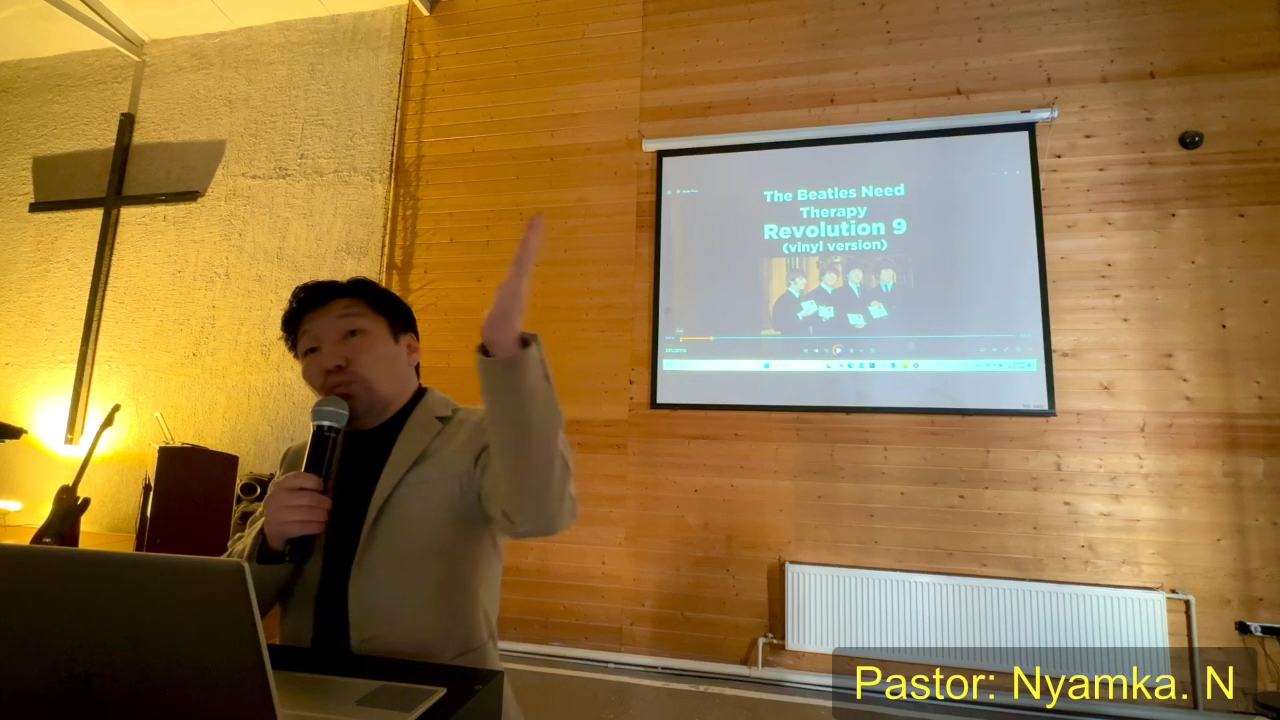 The Beatles Need
Therapy
Revolution 9
(vinyl version)
Pastor: Nyamka. N